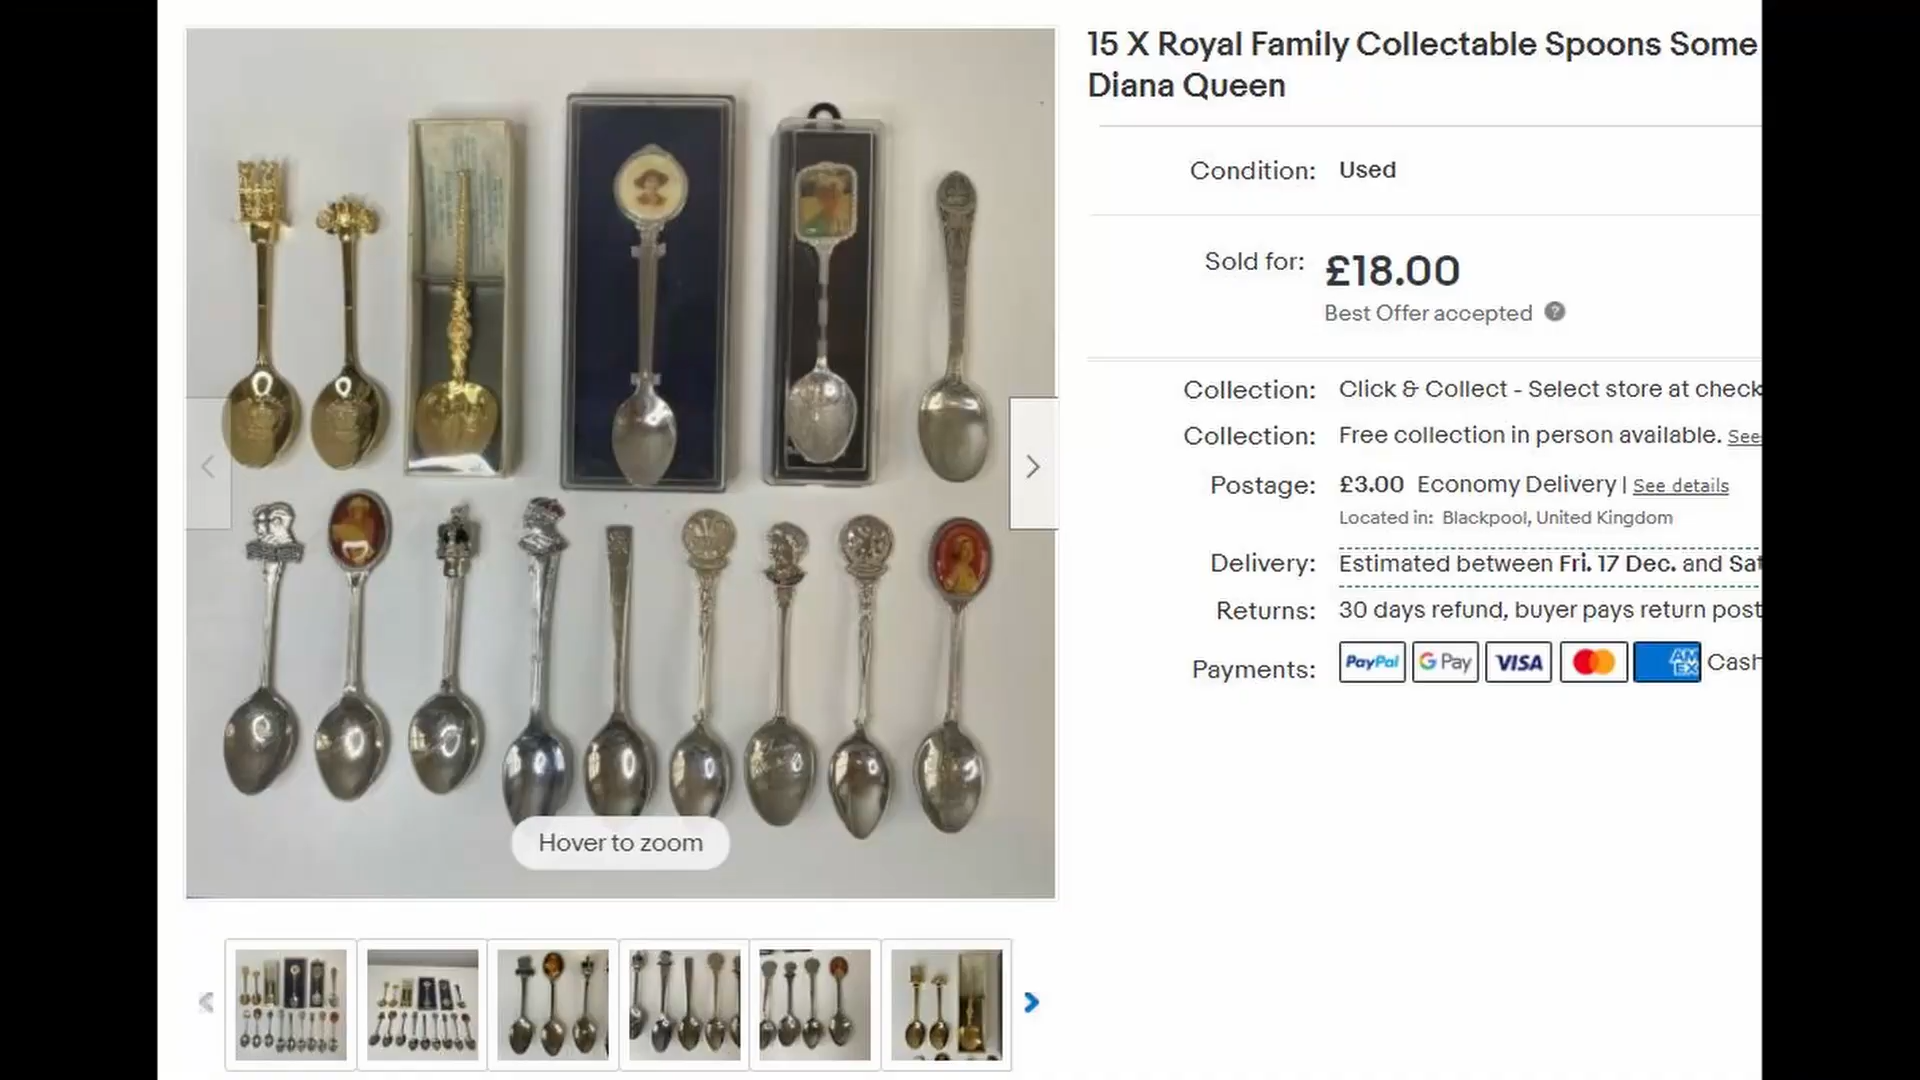 15 X Royal Family Collectable Spoons Some
Diana Queen
Condition: Used
Sold for: £18.00
Best Offer accepted ?
Collection: Click & Collect - Select store at check
Collection: Free collection in person available. See
Postage: £3.00 Economy Delivery | See details
Located in: Blackpool, United Kingdom
Delivery: Estimated between Fri. 17 Dec. and Sat
Returns: 30 days refund, buyer pays return post
Payments: PayPal G Pay VISA AM EX Cash
Hover to zoom